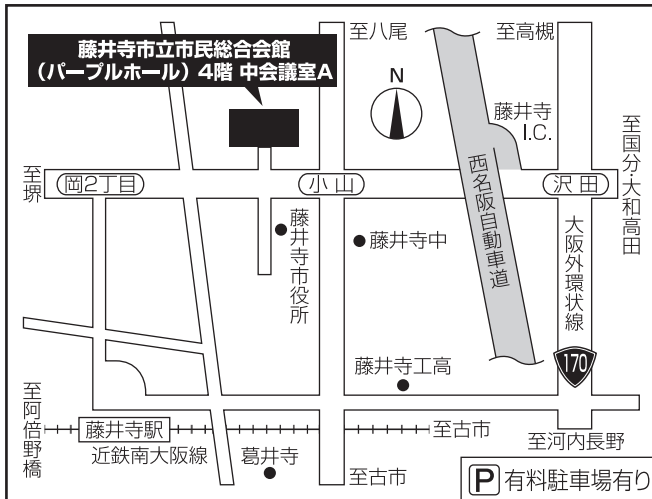 藤井寺市立市民総合会館
（パープルホール）4階 中会議室A
至八尾
至高槻
N
藤井寺
I.C.
至国分・大和高田
至堺
岡2丁目
小山
沢田
西名阪自動車道
大阪外環状線
藤井寺市役所
藤井寺中
170
藤井寺工高
至阿倍野橋
藤井寺駅
近鉄南大阪線
葛井寺
至古市
至古市
至河内長野
P 有料駐車場有り